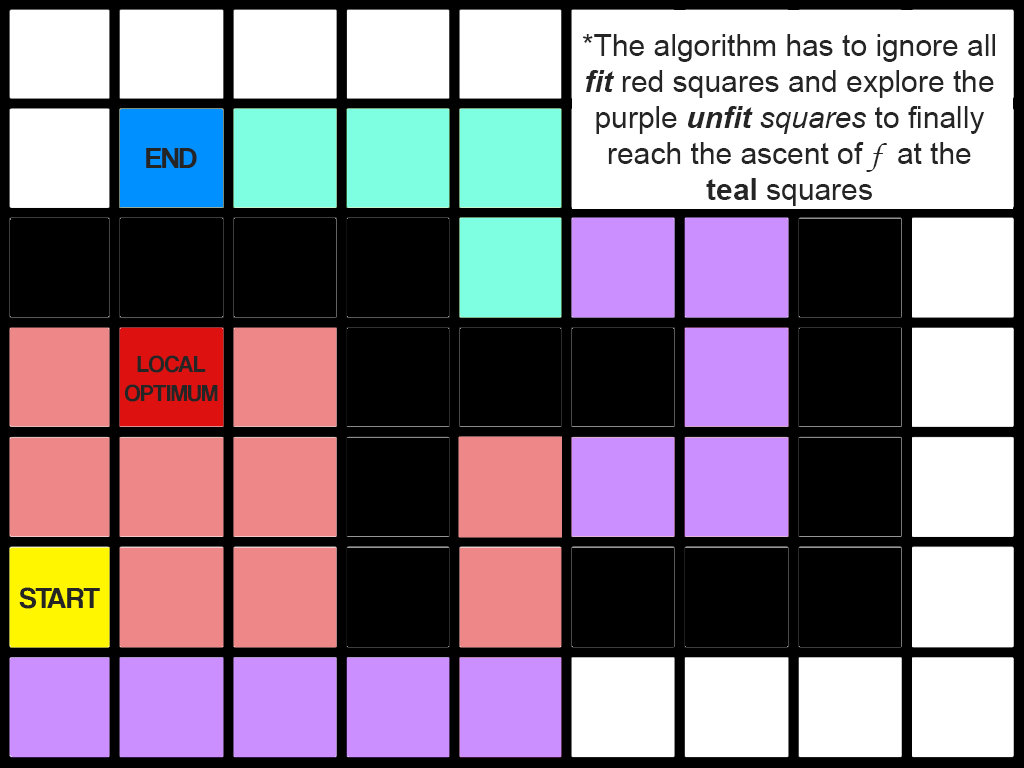 *The algorithm has to ignore all
fit red squares and explore the
purple unfit squares to finally
reach the ascent of f at the
teal squares
END
LOCAL
OPTIMUM
START